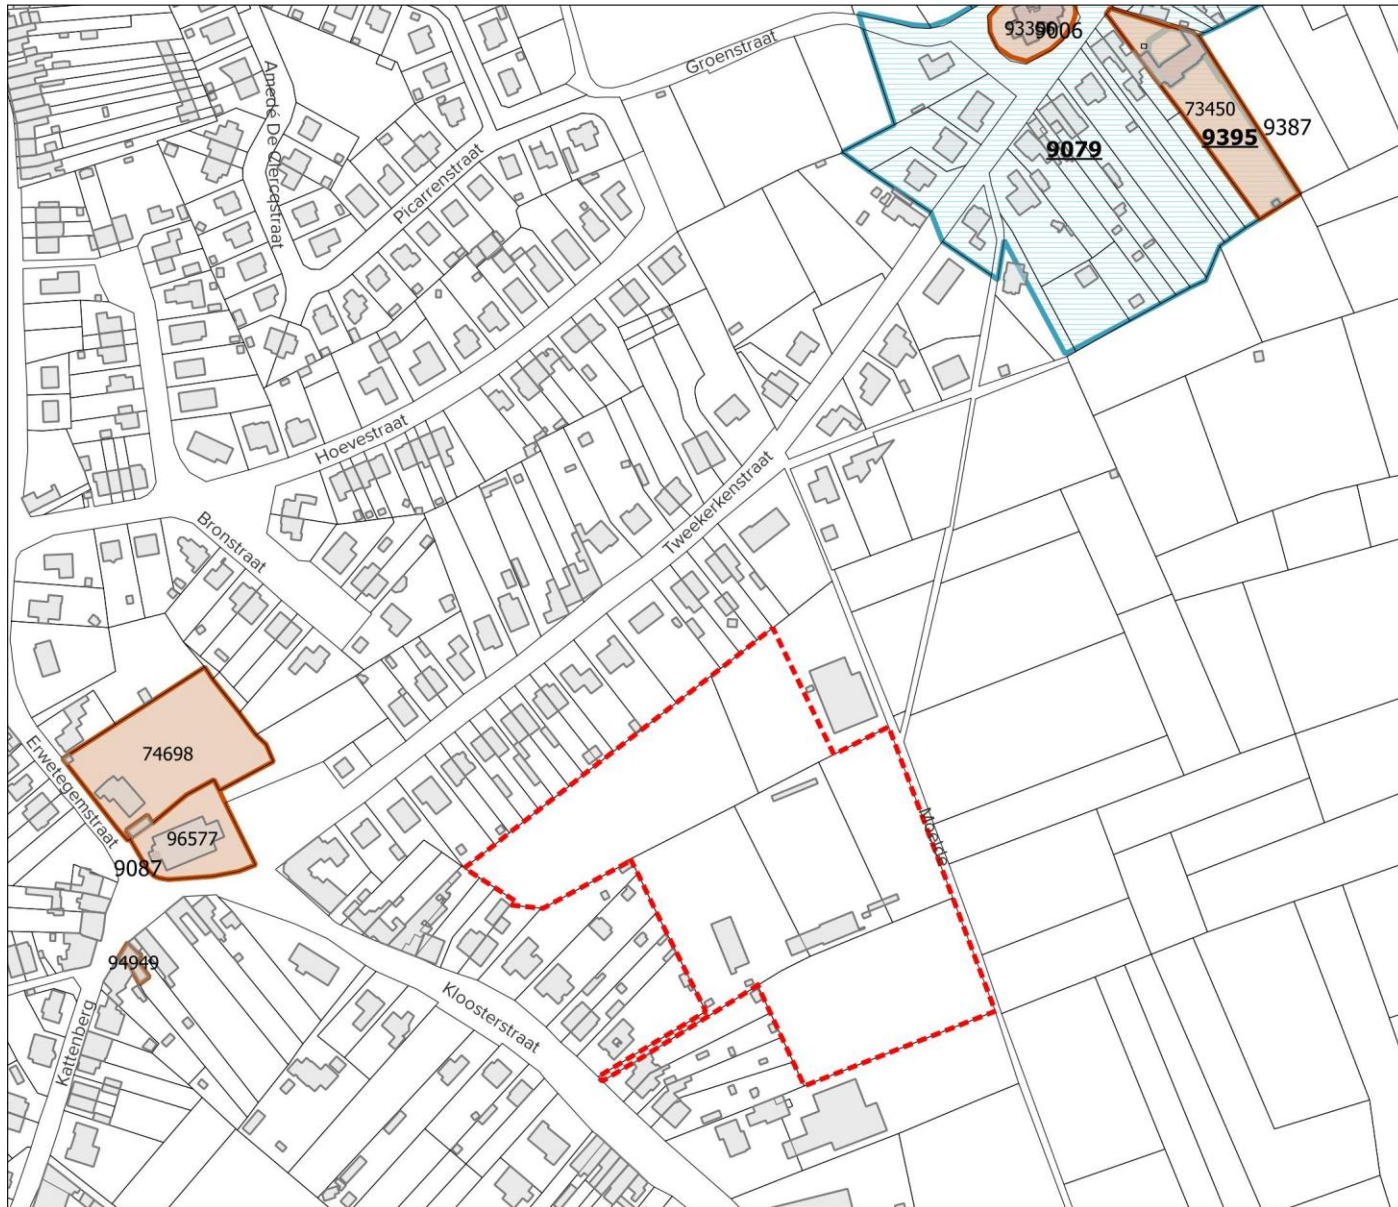 Groenstraat
9006
73450
9395
9387
9079
Amedé De Clercqstraat
Picarrenstraat
Hoevestraat
Bronstraat
Tweekerkenstraat
74698
Erwetegemstraat
96577
9087
Moelde
94949
Kloosterstraat
Kattenberg